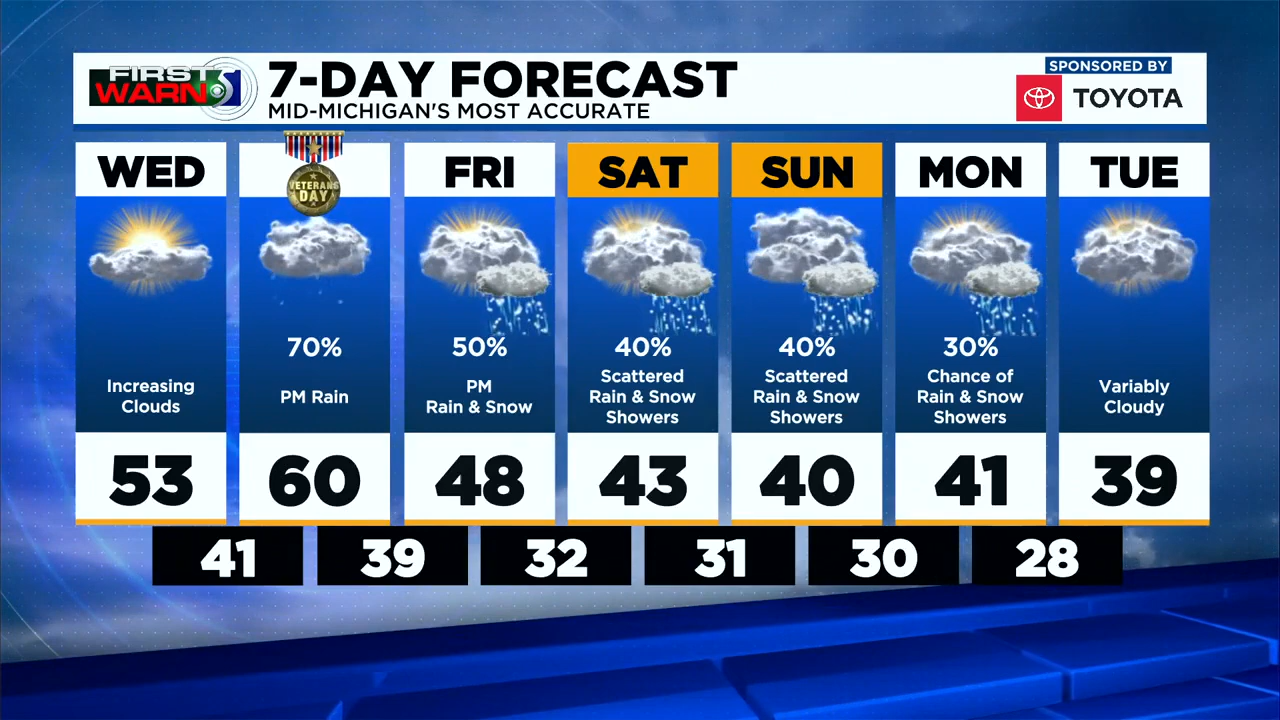 FIRST
WARN 5
7-DAY FORECAST
MID-MICHIGAN'S MOST ACCURATE
SPONSORED BY
TOYOTA
WED
VETERANS
DAY
FRI
SAT
SUN
MON
TUE
70%
50%
40%
40%
30%
Increasing
Clouds
PM Rain
PM
Rain & Snow
Scattered
Rain & Snow
Showers
Scattered
Rain & Snow
Showers
Chance of
Rain & Snow
Showers
Variably
Cloudy
53
60
48
43
40
41
39
41
39
32
31
30
28